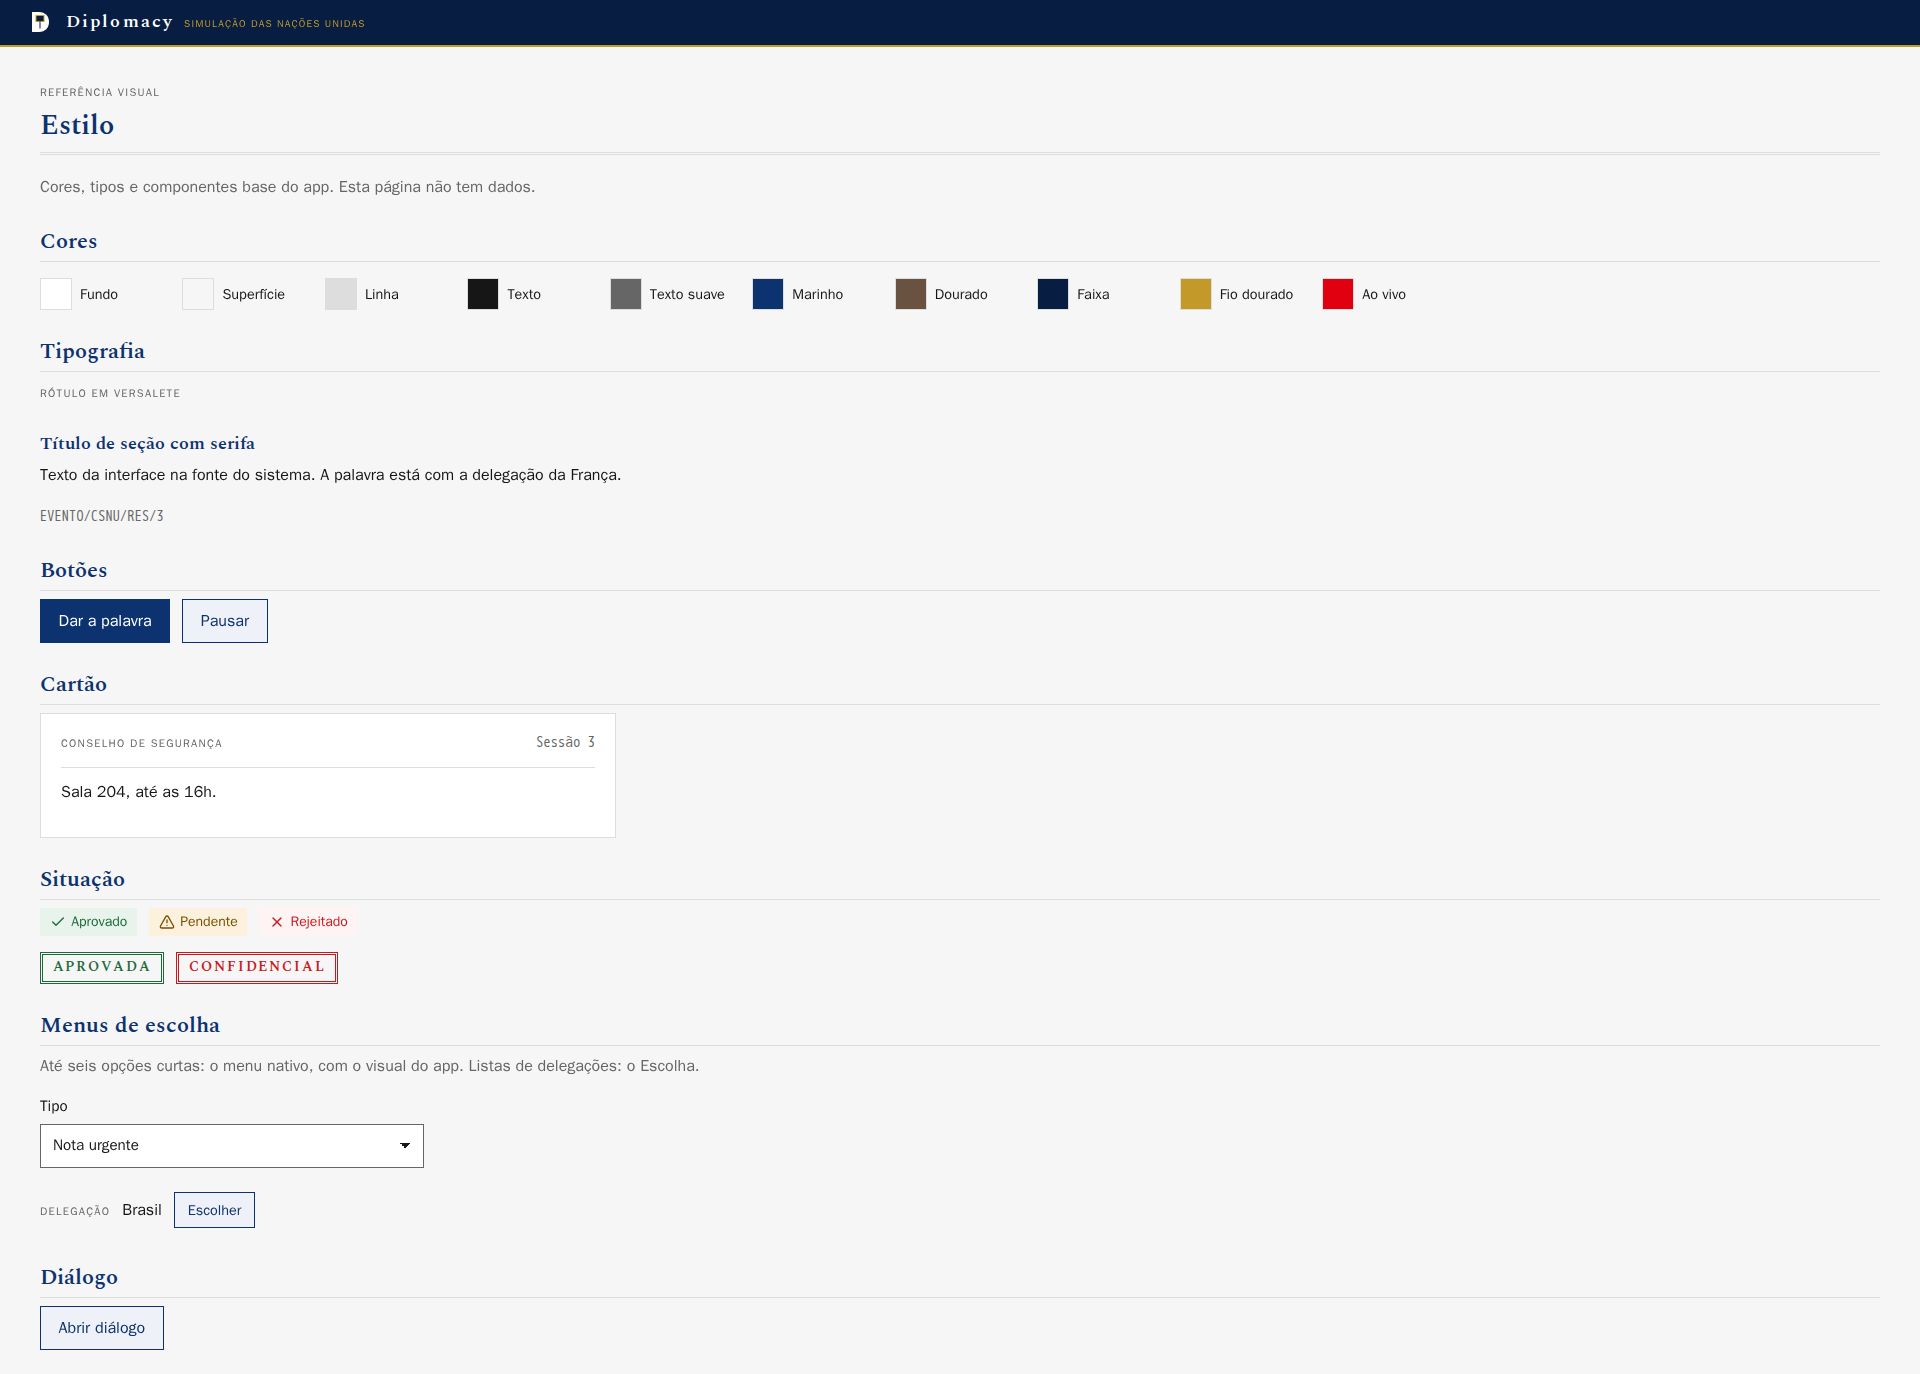 Diplomacy SIMULAÇÃO DAS NAÇÕES UNIDAS
REFERÊNCIA VISUAL
Estilo
Cores, tipos e componentes base do app. Esta página não tem dados.
Cores
Fundo Superfície Linha Texto Texto suave Marinho Dourado Faixa Fio dourado Ao vivo
Tipografia
RÓTULO EM VERSALETE
Título de seção com serifa
Texto da interface na fonte do sistema. A palavra está com a delegação da França.
EVENTO/CSNU/RES/3
Botões
Dar a palavra Pausar
Cartão
CONSELHO DE SEGURANÇA Sessão 3
Sala 204, até as 16h.
Situação
Aprovado Pendente Rejeitado
APROVADA CONFIDENCIAL
Menus de escolha
Até seis opções curtas: o menu nativo, com o visual do app. Listas de delegações: o Escolha.
Tipo
Nota urgente
DELEGAÇÃO Brasil Escolher
Diálogo
Abrir diálogo